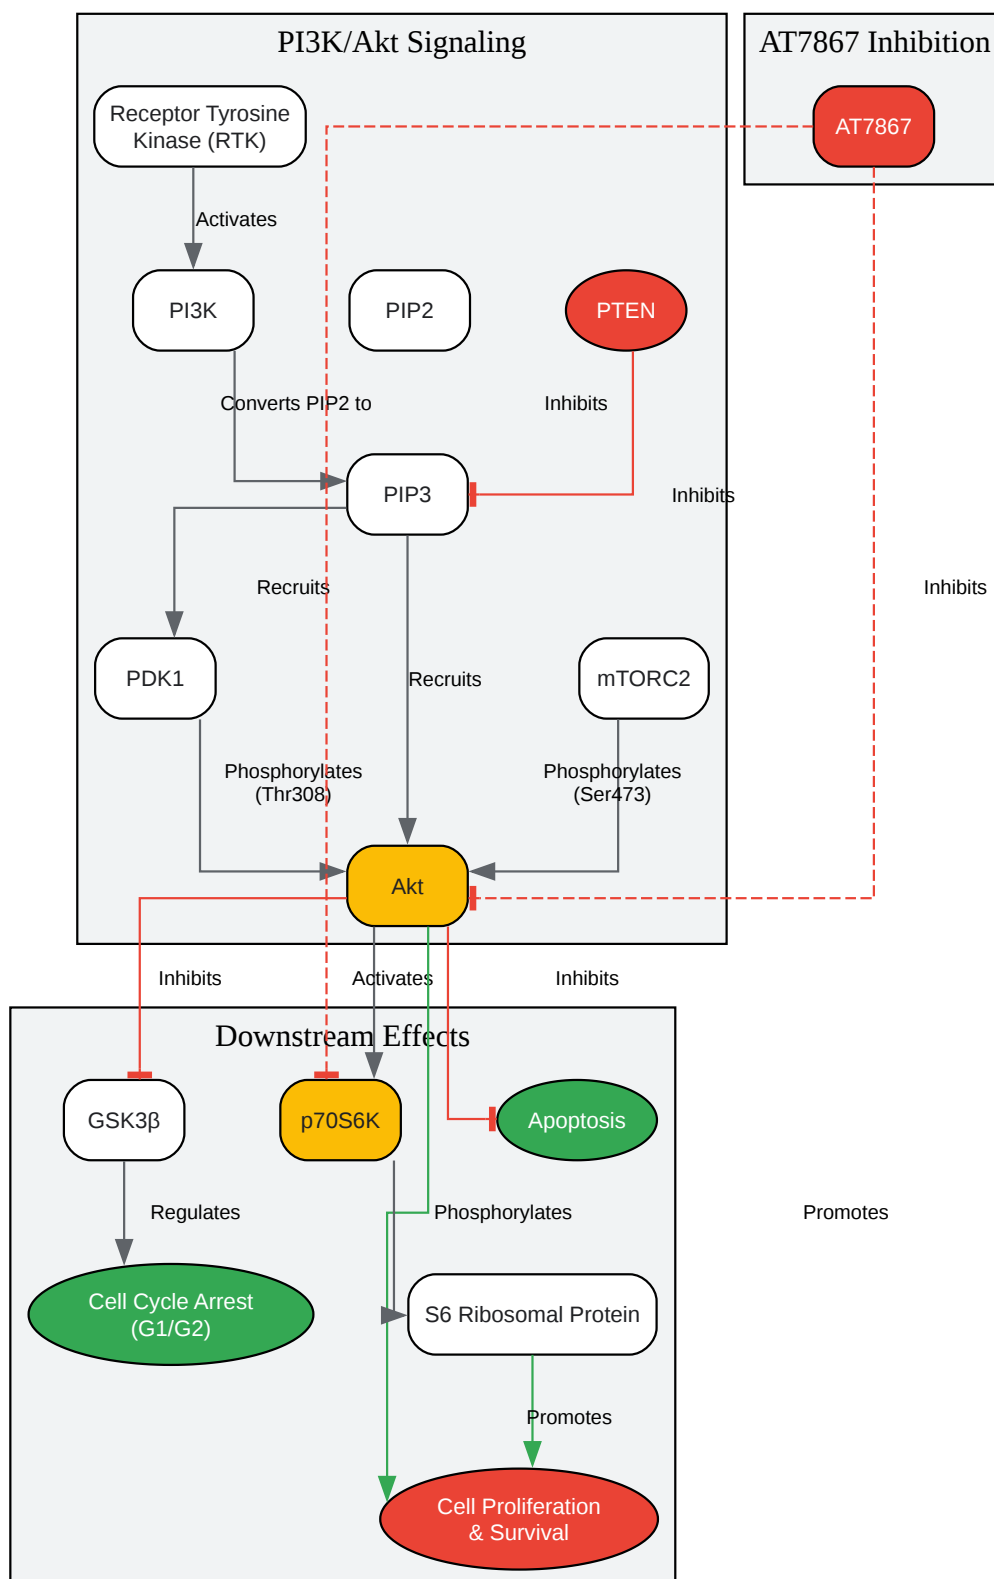 PI3K/Akt Signaling
AT7867 Inhibition
Receptor Tyrosine
Kinase (RTK)
AT7867
Activates
PI3K
PIP2
PTEN
Converts PIP2 to
Inhibits
PIP3
Inhibits
Recruits
Inhibits
PDK1
Recruits
mTORC2
Phosphorylates
(Thr308)
Phosphorylates
(Ser473)
Akt
Inhibits
Activates
Inhibits
Downstream Effects
GSK3β
p70S6K
Apoptosis
Regulates
Phosphorylates
Promotes
Cell Cycle Arrest
(G1/G2)
S6 Ribosomal Protein
Promotes
Cell Proliferation
& Survival